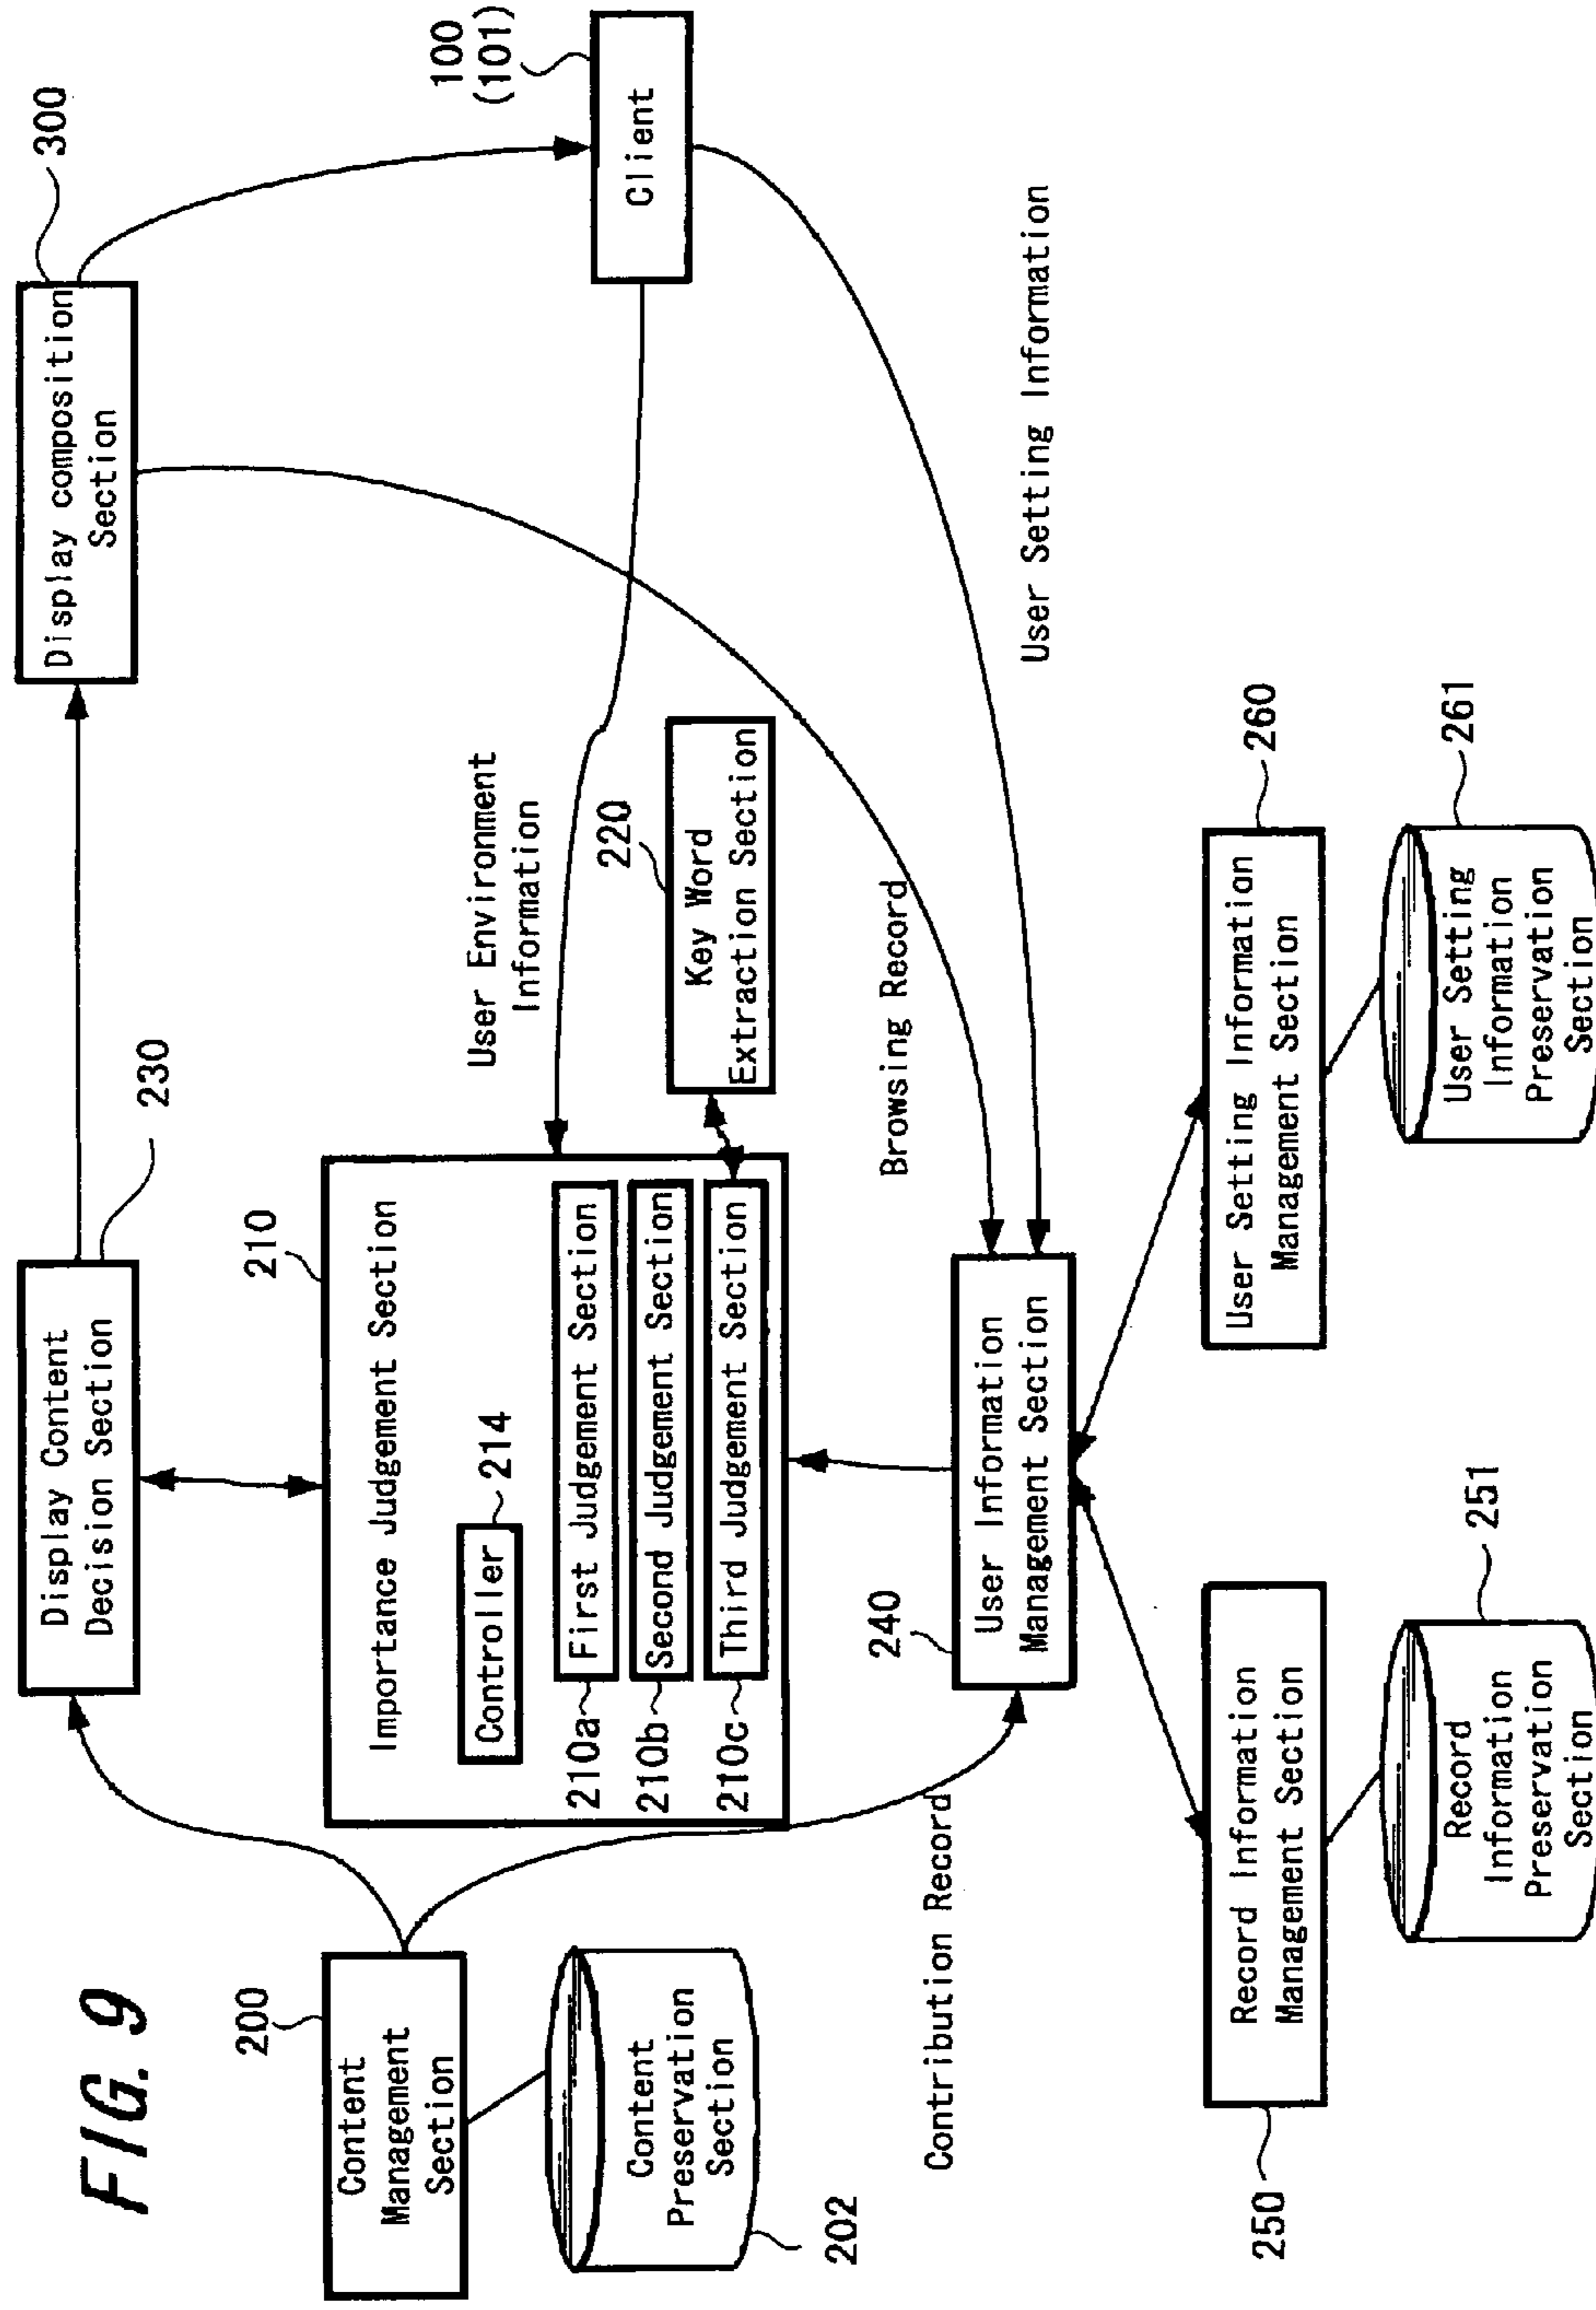 FIG. 9
200
Content
Management
Section
Content
Preservation
Section
202
Display Content
Decision Section
230
Display composition
Section
300
210
Importance Judgement Section
Controller
214
210a
First Judgement Section
210b
Second Judgement Section
210c
Third Judgement Section
User Environment
Information
220
Key Word
Extraction Section
100
(101)
Client
Contribution Record
240
User Information
Management Section
Browsing Record
User Setting Information
250
Record Information
Management Section
251
Record
Information
Preservation
Section
260
User Setting Information
Management Section
261
User Setting
Information
Preservation
Section